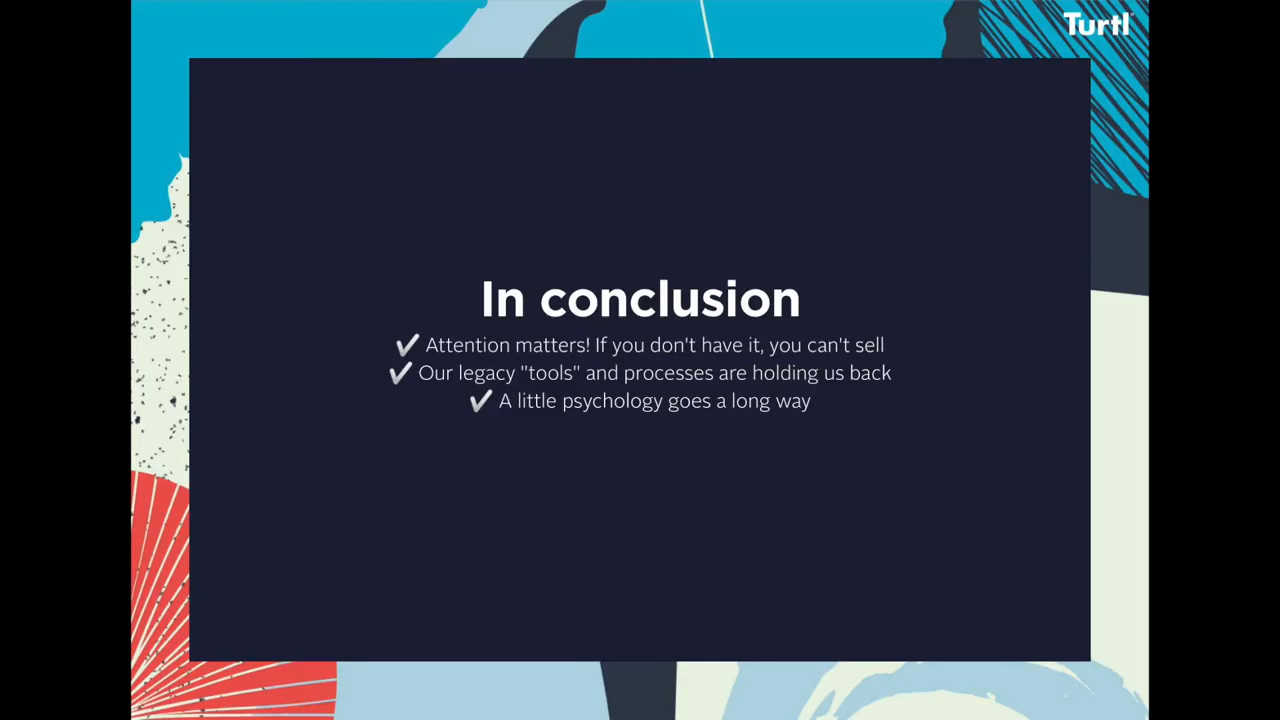 Turtl
In conclusion
✔ Attention matters! If you don't have it, you can't sell
✔ Our legacy "tools" and processes are holding us back
✔ A little psychology goes a long way